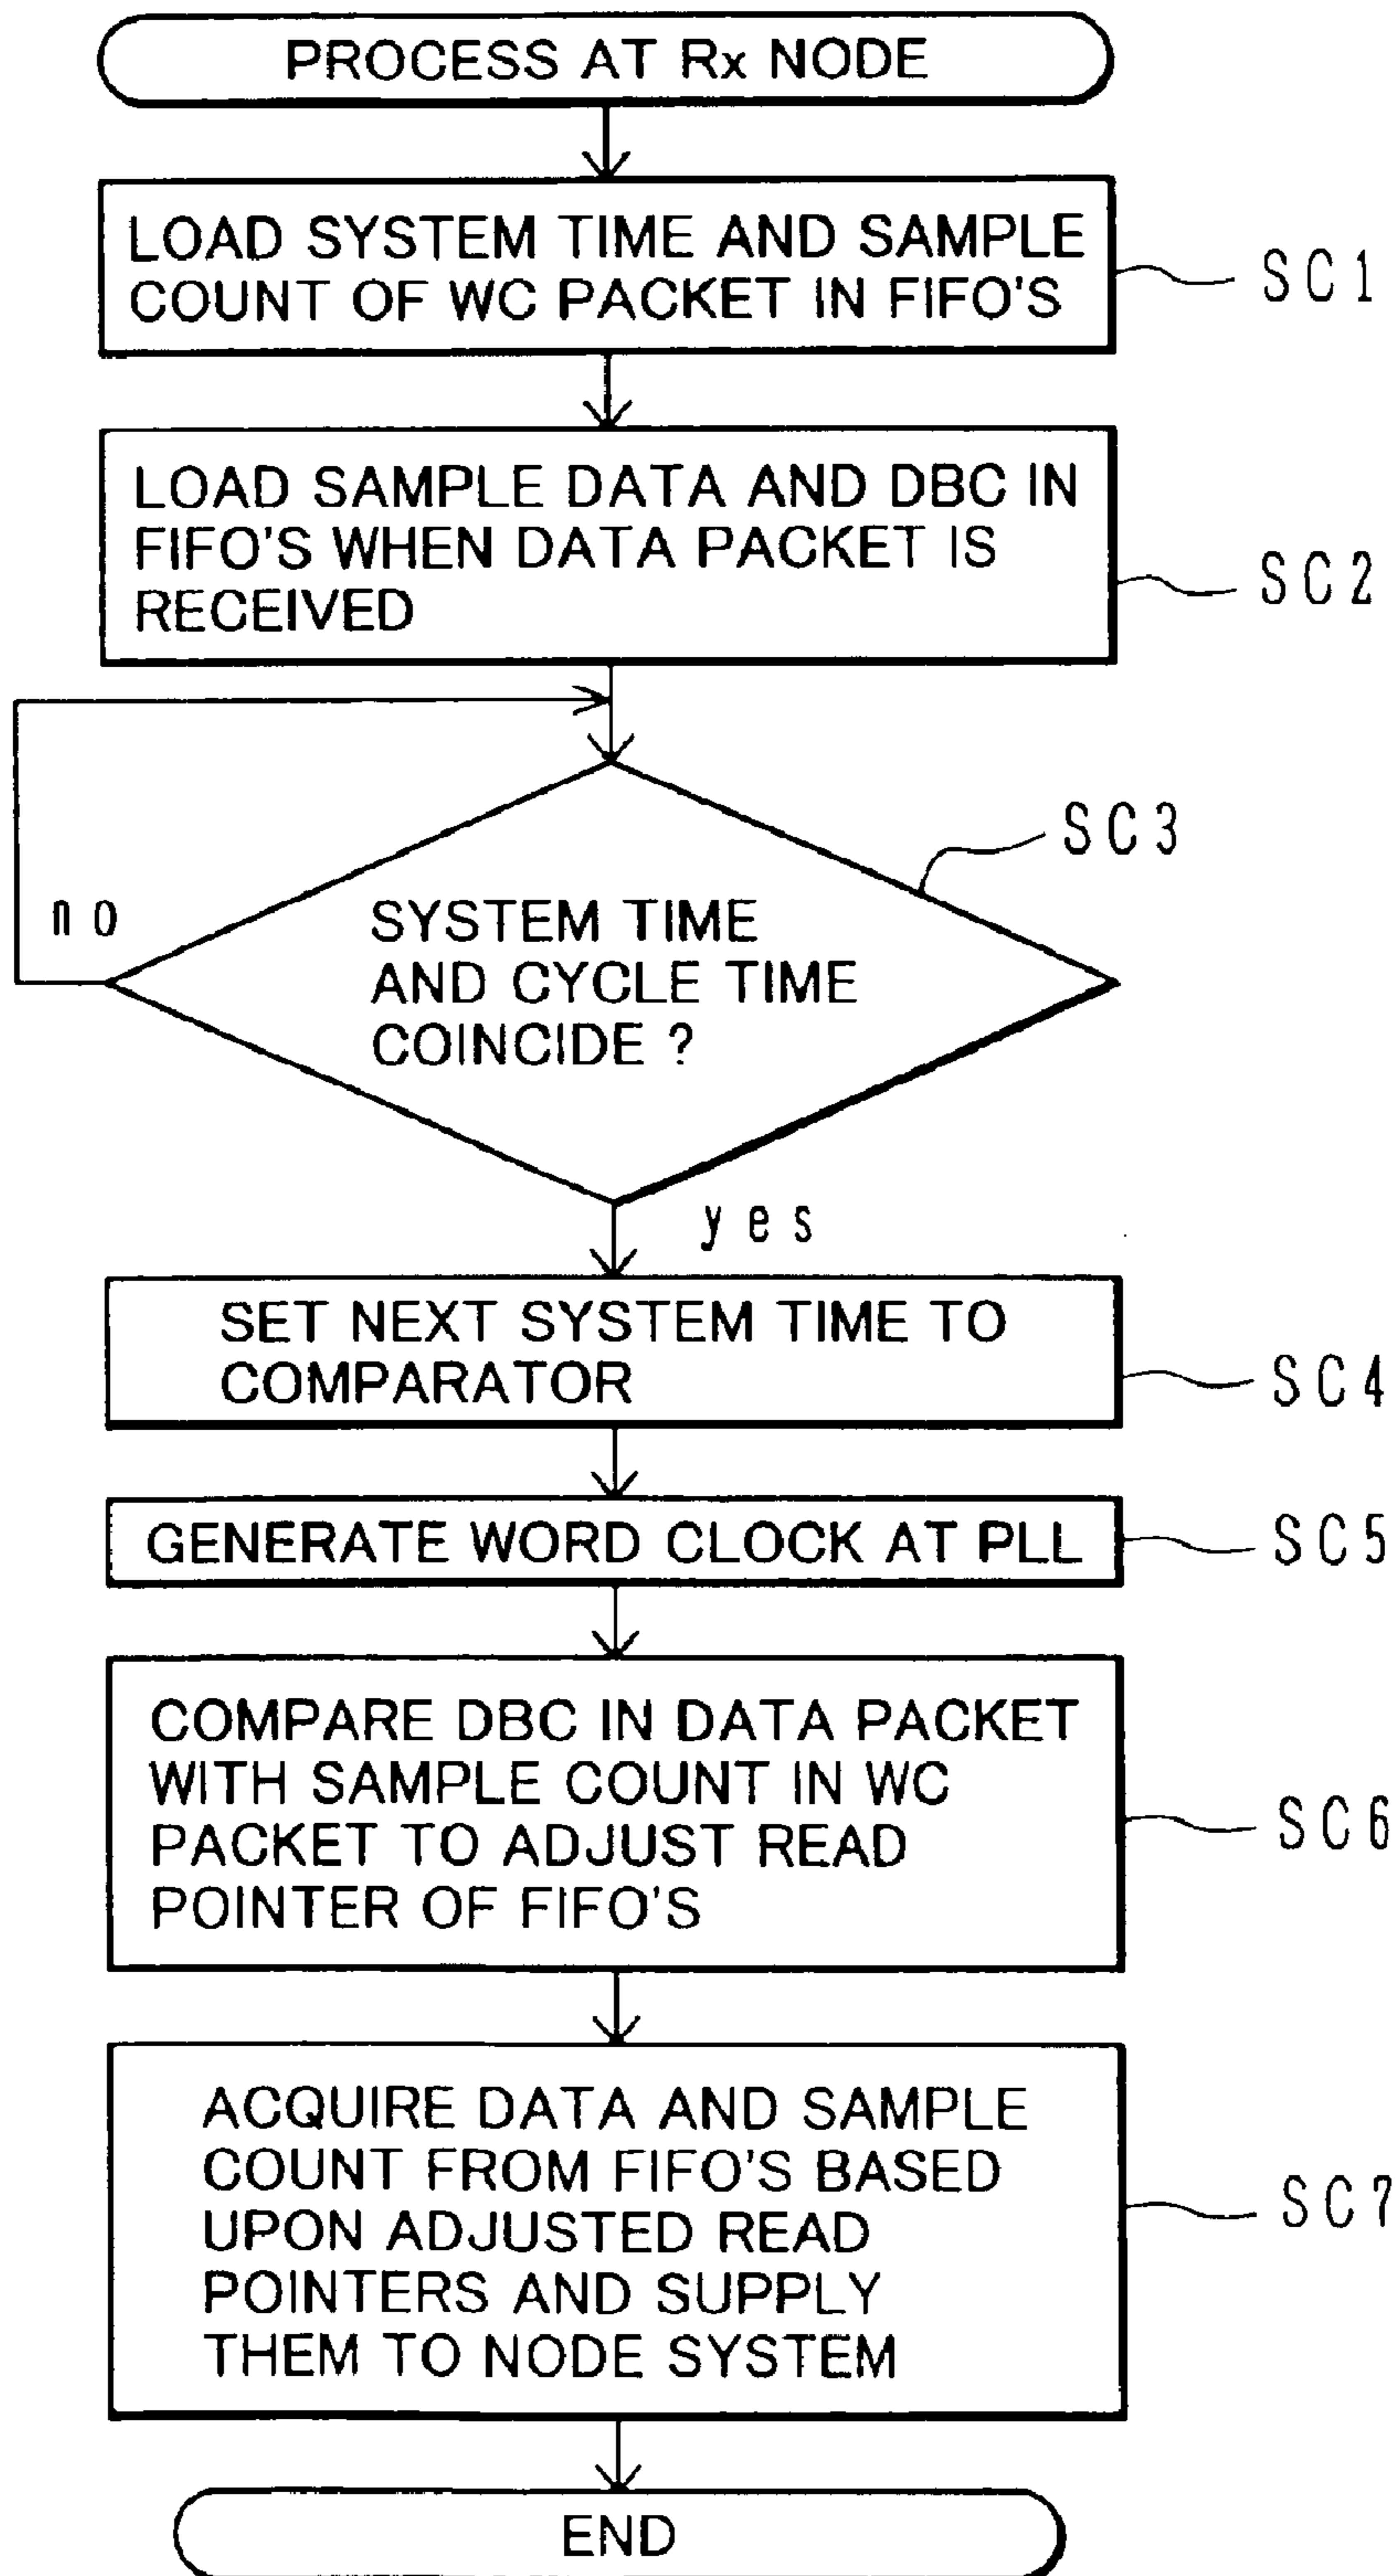 PROCESS AT Rx NODE
LOAD SYSTEM TIME AND SAMPLE
COUNT OF WC PACKET IN FIFO'S
SC1
LOAD SAMPLE DATA AND DBC IN
FIFO'S WHEN DATA PACKET IS
RECEIVED
SC2
SC3
no
SYSTEM TIME
AND CYCLE TIME
COINCIDE ?
yes
SET NEXT SYSTEM TIME TO
COMPARATOR
SC4
GENERATE WORD CLOCK AT PLL
SC5
COMPARE DBC IN DATA PACKET
WITH SAMPLE COUNT IN WC
PACKET TO ADJUST READ
POINTER OF FIFO'S
SC6
ACQUIRE DATA AND SAMPLE
COUNT FROM FIFO'S BASED
UPON ADJUSTED READ
POINTERS AND SUPPLY
THEM TO NODE SYSTEM
SC7
END